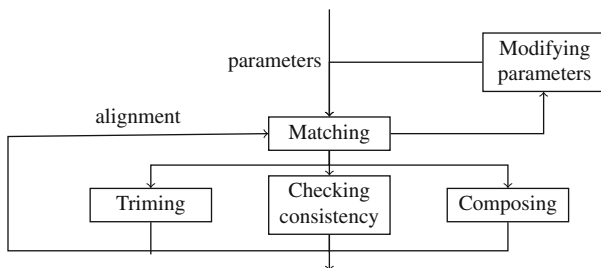 Modifying
parameters
parameters
alignment
Matching
Triming
Checking
consistency
Composing